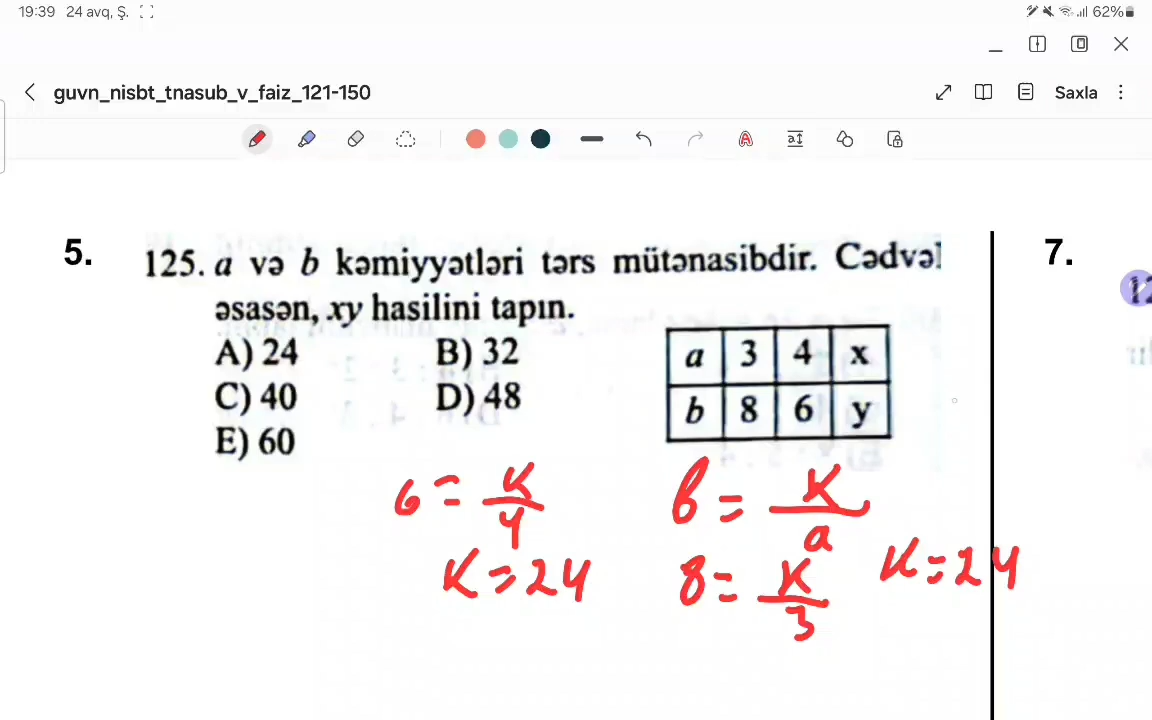 19:39 24 avq, Ş. 62%
guvn_nisbt_tnasub_v_faiz_121-150 Saxla
5.
125. a və b kəmiyyətləri tərs mütənasibdir. Cədvəl
əsasən, xy hasilini tapın.
A) 24 B) 32
C) 40 D) 48
E) 60
a 3 4 x
b 8 6 y
6 = K/4
K = 24
b = K/a
8 = K/3
K = 24
7.
12